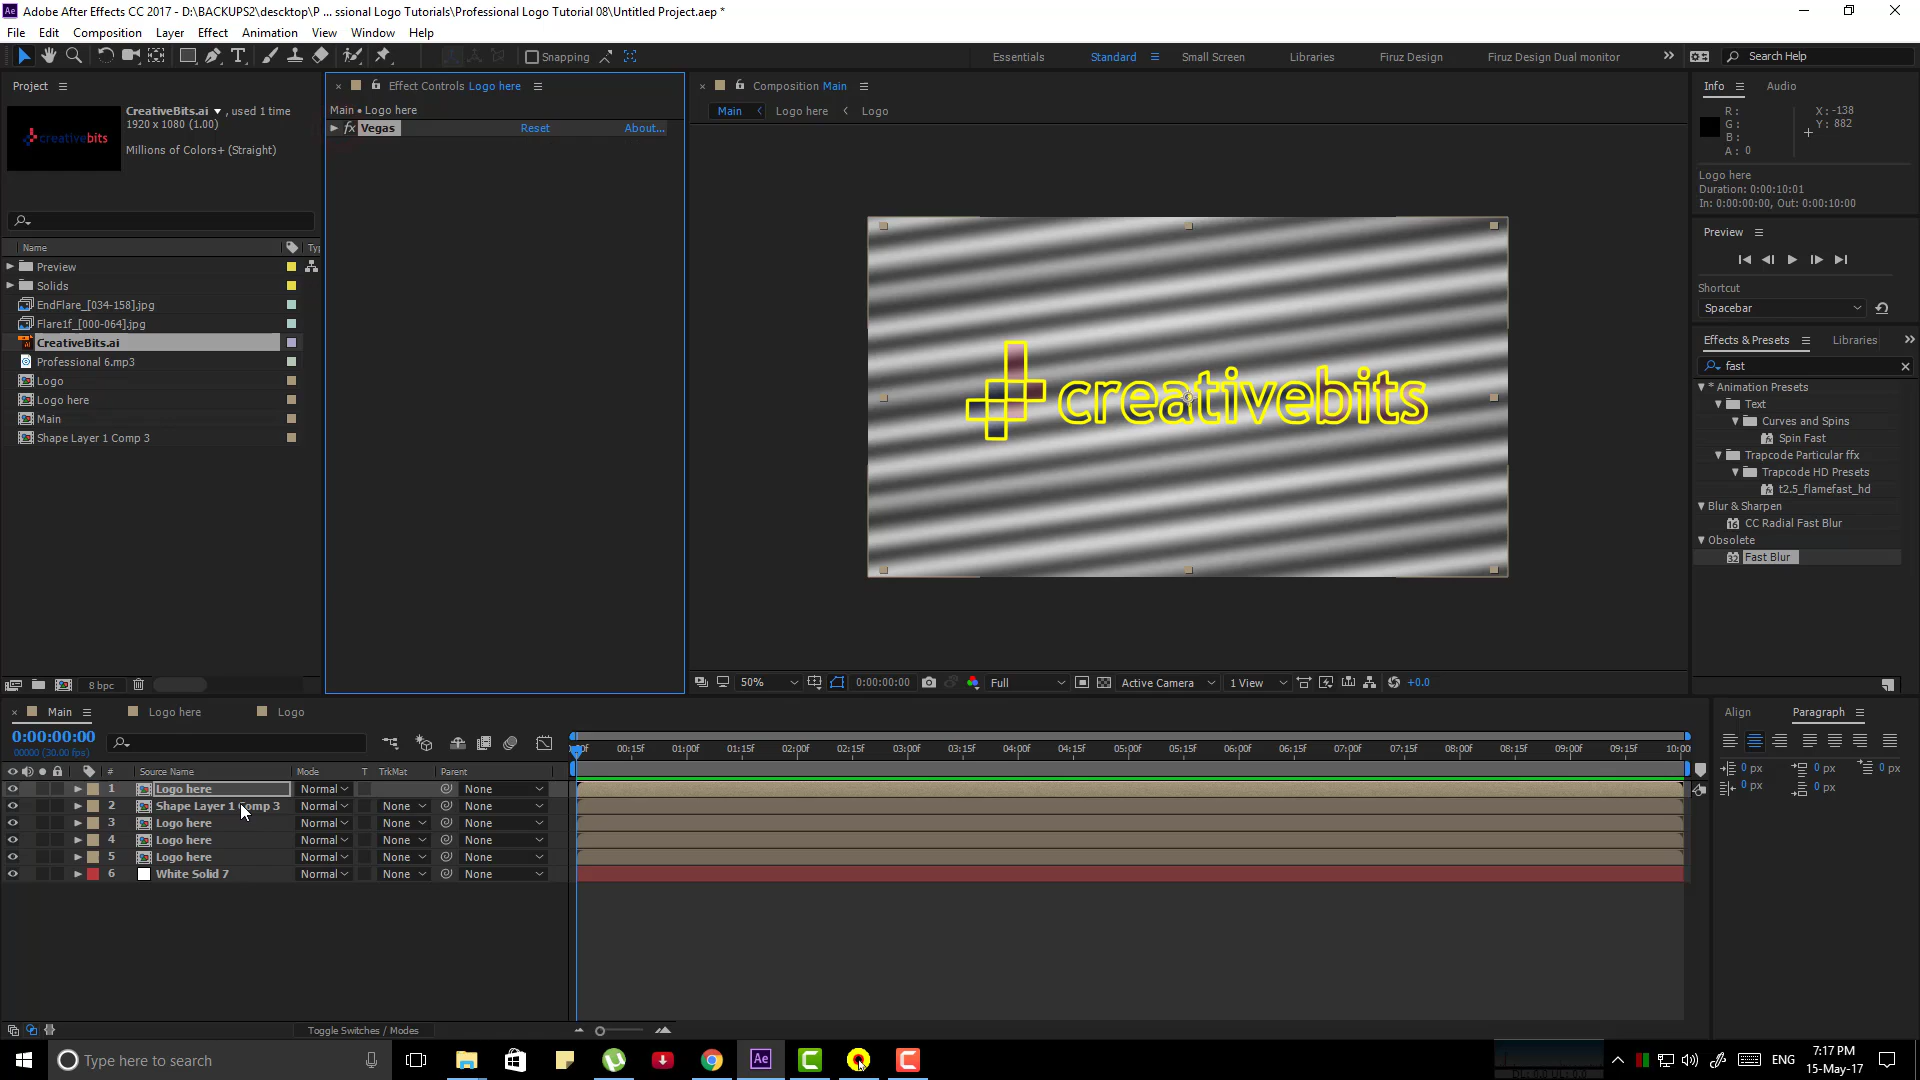 Adobe After Effects CC 2017 - D:\BACKUPS2\descktop\P ... ssional Logo Tutorials\Professional Logo Tutorial 08\Untitled Project.aep *
File Edit Composition Layer Effect Animation View Window Help
Snapping Essentials Standard Small Screen Libraries Firuz Design Firuz Design Dual monitor Search Help
Project
CreativeBits.ai , used 1 time
1920 x 1080 (1.00)
Millions of Colors+ (Straight)
creativebits
Name
Preview
Solids
EndFlare_[034-158].jpg
Flare1f_[000-064].jpg
CreativeBits.ai
Professional 6.mp3
Logo
Logo here
Main
Shape Layer 1 Comp 3
8 bpc
Effect Controls Logo here
Main • Logo here
fx Vegas Reset About...
Composition Main
Main Logo here Logo
creativebits
50% 0:00:00:00 Full Active Camera 1 View +0.0
Info Audio
R: X: -138
G: Y: 882
B:
A: 0
Logo here
Duration: 0:00:10:01
In: 0:00:00:00, Out: 0:00:10:00
Preview
Shortcut
Spacebar
Effects & Presets Libraries
fast
* Animation Presets
Text
Curves and Spins
Spin Fast
Trapcode Particular ffx
Trapcode HD Presets
t2.5_flamefast_hd
Blur & Sharpen
CC Radial Fast Blur
Obsolete
Fast Blur
Main Logo here Logo
0:00:00:00
00000 (30.00 fps)
00:15f 01:00f 01:15f 02:00f 02:15f 03:00f 03:15f 04:00f 04:15f 05:00f 05:15f 06:00f 06:15f 07:00f 07:15f 08:00f 08:15f 09:00f 09:15f
# Source Name Mode T TrkMat Parent
1 Logo here Normal None
2 Shape Layer 1 Comp 3 Normal None None
3 Logo here Normal None None
4 Logo here Normal None None
5 Logo here Normal None None
6 White Solid 7 Normal None None
Toggle Switches / Modes
Align Paragraph
0 px 0 px 0 px
0 px 0 px
Type here to search
ENG
7:17 PM
15-May-17